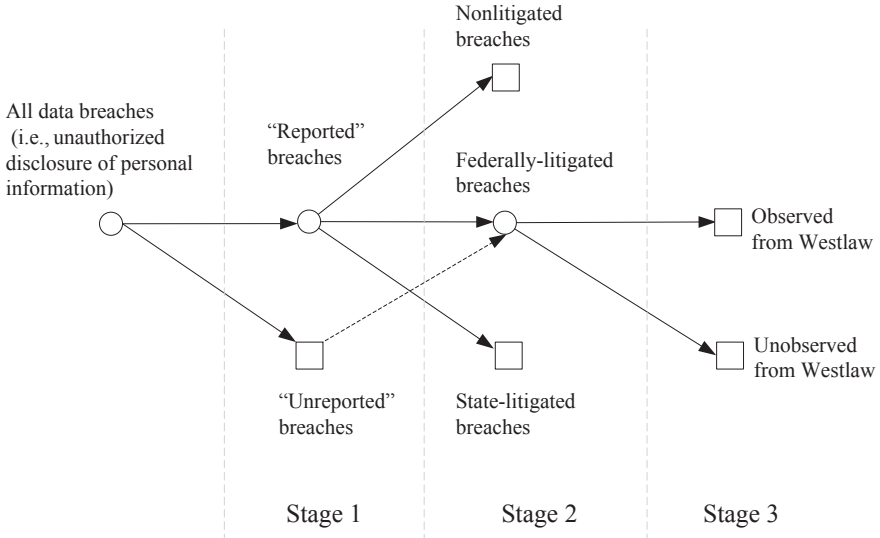 All data breaches
(i.e., unauthorized
disclosure of personal
information)
“Reported”
breaches
“Unreported”
breaches
Nonlitigated
breaches
Federally-litigated
breaches
State-litigated
breaches
Observed
from Westlaw
Unobserved
from Westlaw
Stage 1
Stage 2
Stage 3